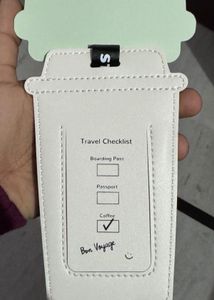 S
Travel Checklist
Boarding Pass
Passport
Coffee
Bon Voyage